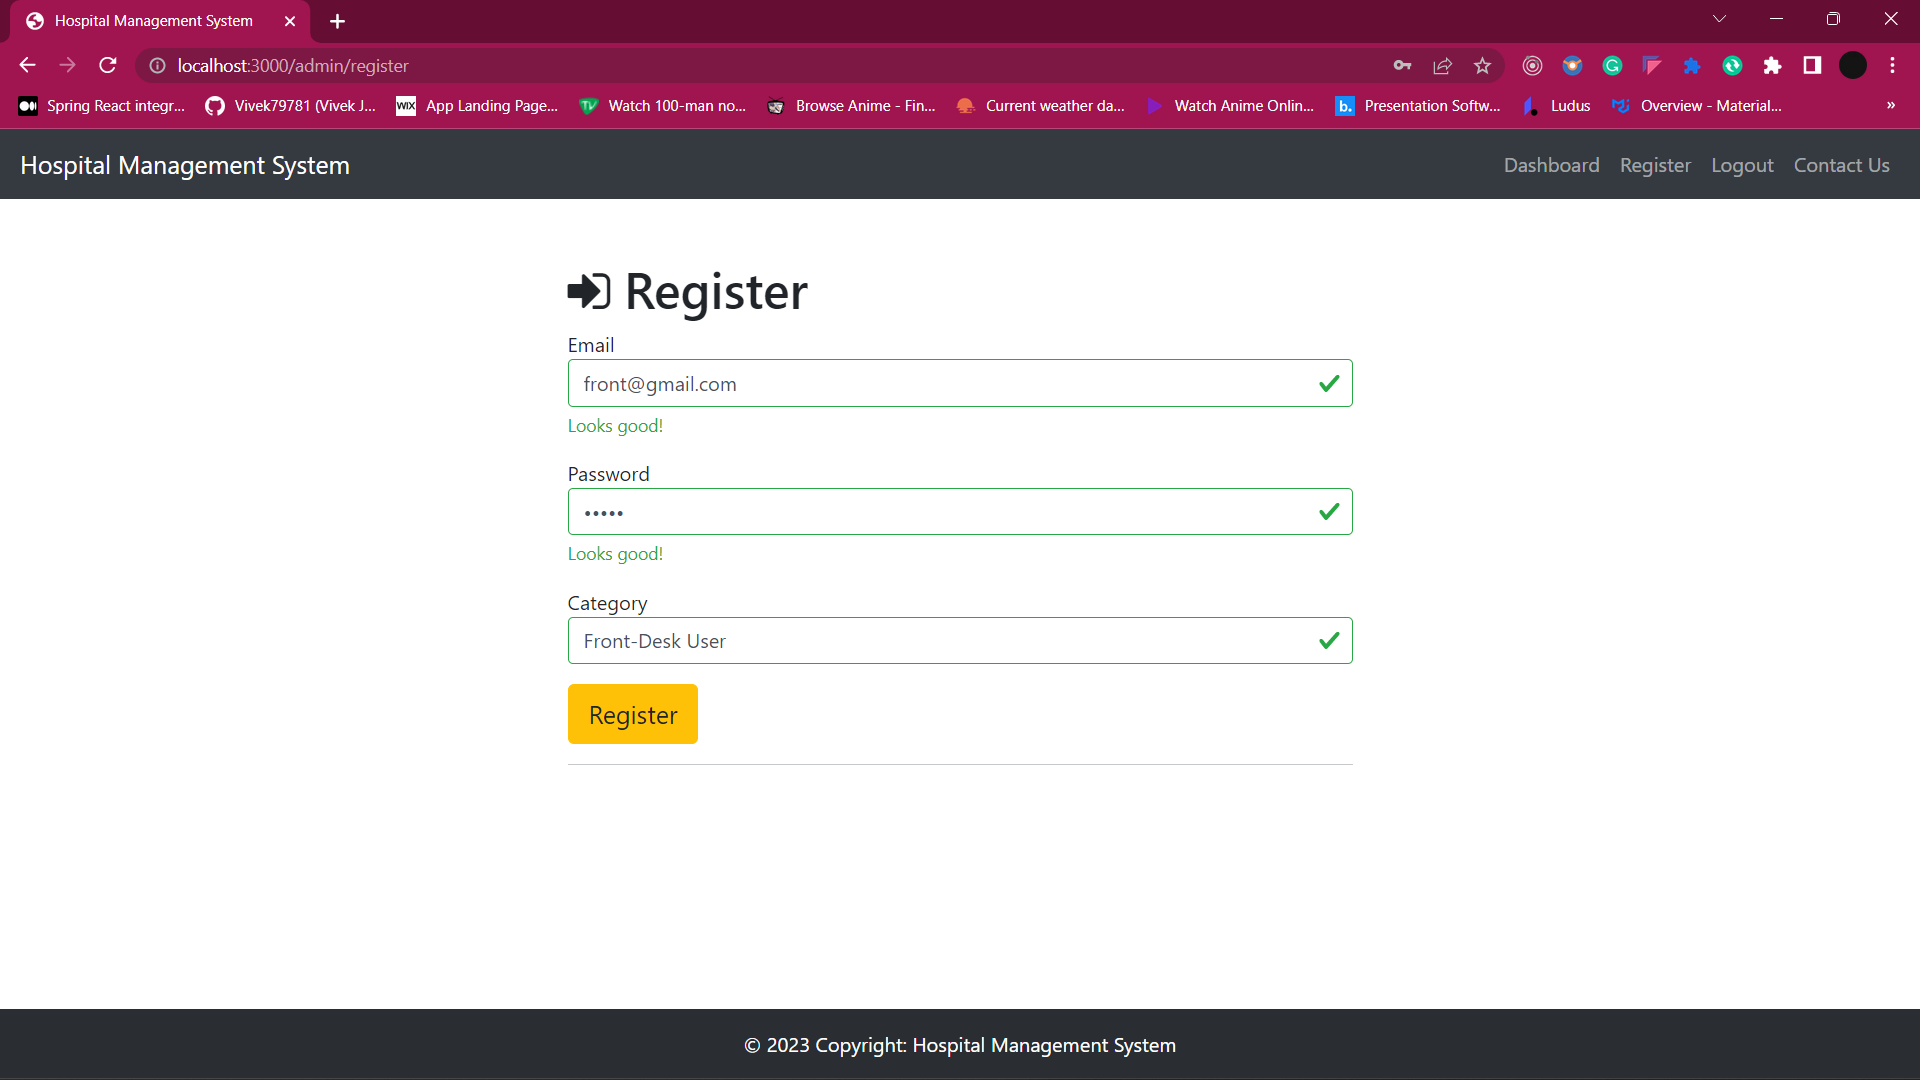 Hospital Management System
localhost:3000/admin/register
Spring React integr... Vivek79781 (Vivek J... WIX App Landing Page... TV Watch 100-man no... Browse Anime - Fin... Current weather da... Watch Anime Onlin... b. Presentation Softw... Ludus Overview - Material... »
Hospital Management System Dashboard Register Logout Contact Us
Register
Email
front@gmail.com
Looks good!
Password
•••••
Looks good!
Category
Front-Desk User
Register
© 2023 Copyright: Hospital Management System